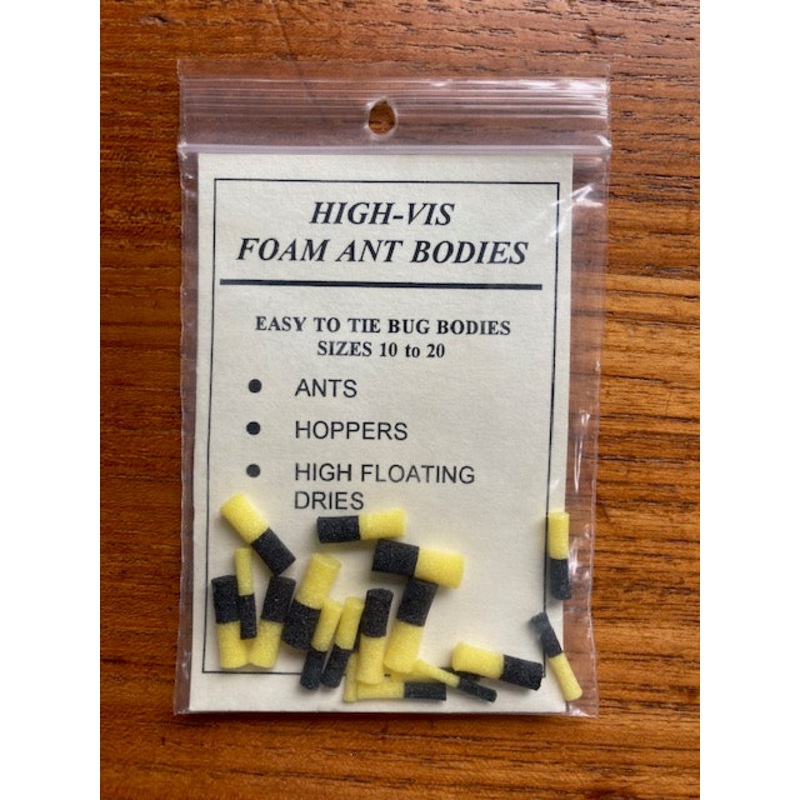 HIGH-VIS
FOAM ANT BODIES
EASY TO TIE BUG BODIES
SIZES 10 to 20
● ANTS
● HOPPERS
● HIGH FLOATING
DRIES